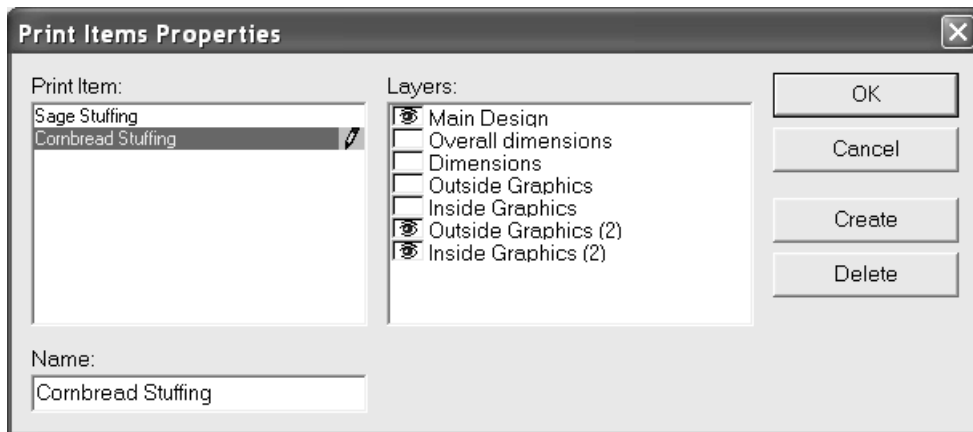 Print Items Properties
Print Item:
Sage Stuffing
Cornbread Stuffing
Layers:
Main Design
Overall dimensions
Dimensions
Outside Graphics
Inside Graphics
Outside Graphics (2)
Inside Graphics (2)
OK
Cancel
Create
Delete
Name:
Cornbread Stuffing